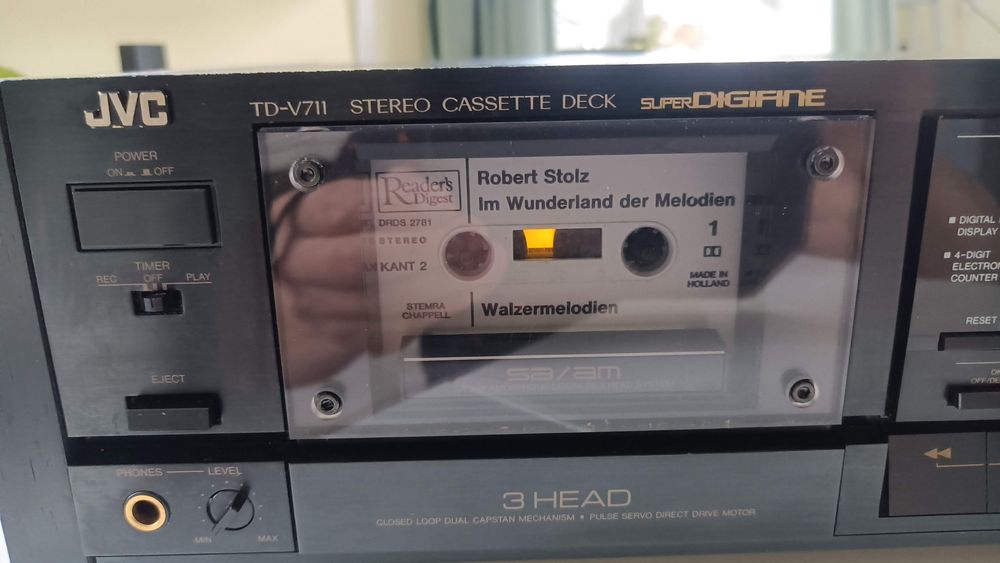 JVC
TD-V711 STEREO CASSETTE DECK SUPER DIGIFINE
POWER
ON OFF
TIMER
REC OFF PLAY
EJECT
PHONES LEVEL
MIN MAX
Reader's Digest
Robert Stolz
Im Wunderland der Melodien
DRDS 2781
STEREO
1
KANT 2
MADE IN
HOLLAND
STEMRA
CHAPPELL
Walzermelodien
sa/am
3 HEAD
CLOSED LOOP DUAL CAPSTAN MECHANISM • PULSE SERVO DIRECT DRIVE MOTOR
DIGITAL
DISPLAY
4-DIGIT
ELECTRON
COUNTER
RESET